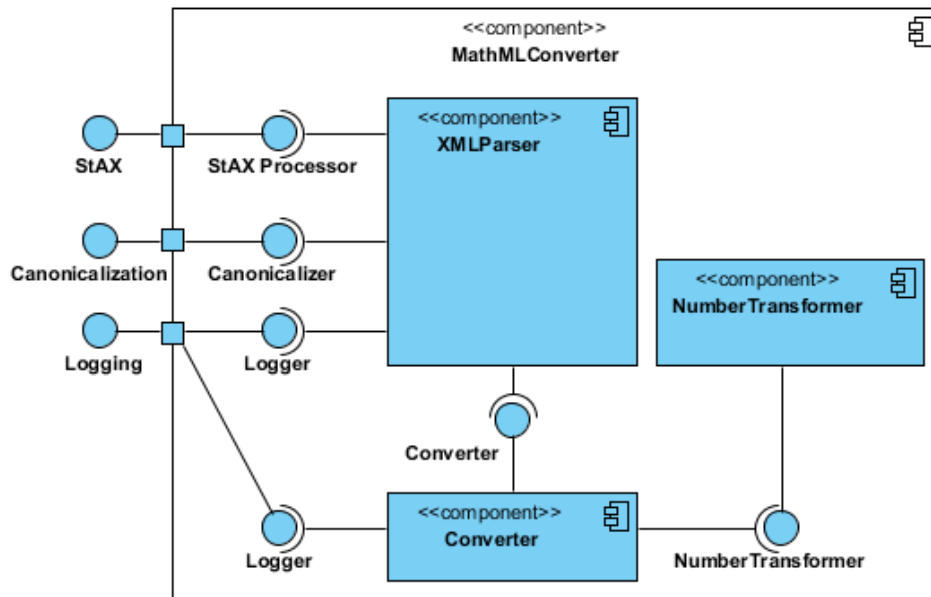 <<component>>
MathMLConverter
<<component>>
XMLParser
StAX
StAX Processor
Canonicalization
Canonicalizer
<<component>>
NumberTransformer
Logging
Logger
Converter
<<component>>
Converter
Logger
NumberTransformer